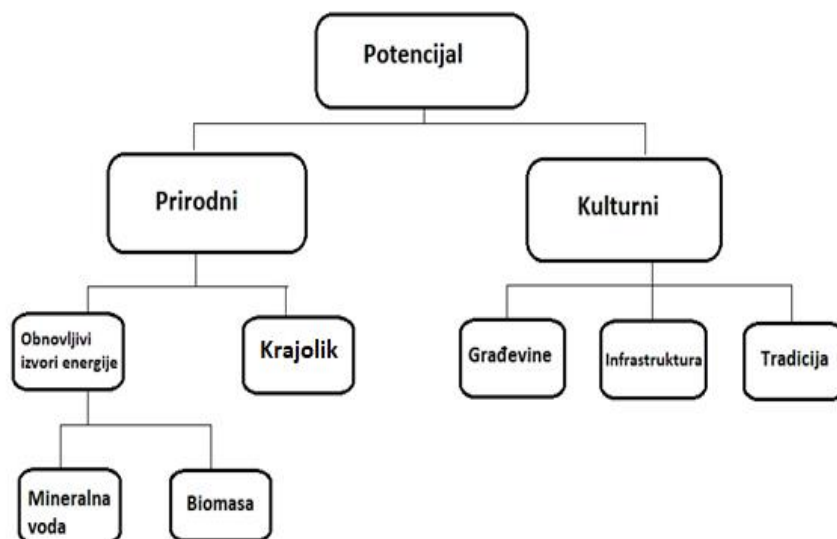 Potencijal
Prirodni
Kulturni
Obnovljivi
izvori energije
Krajolik
Građevine
Infrastruktura
Tradicija
Mineralna
voda
Biomasa